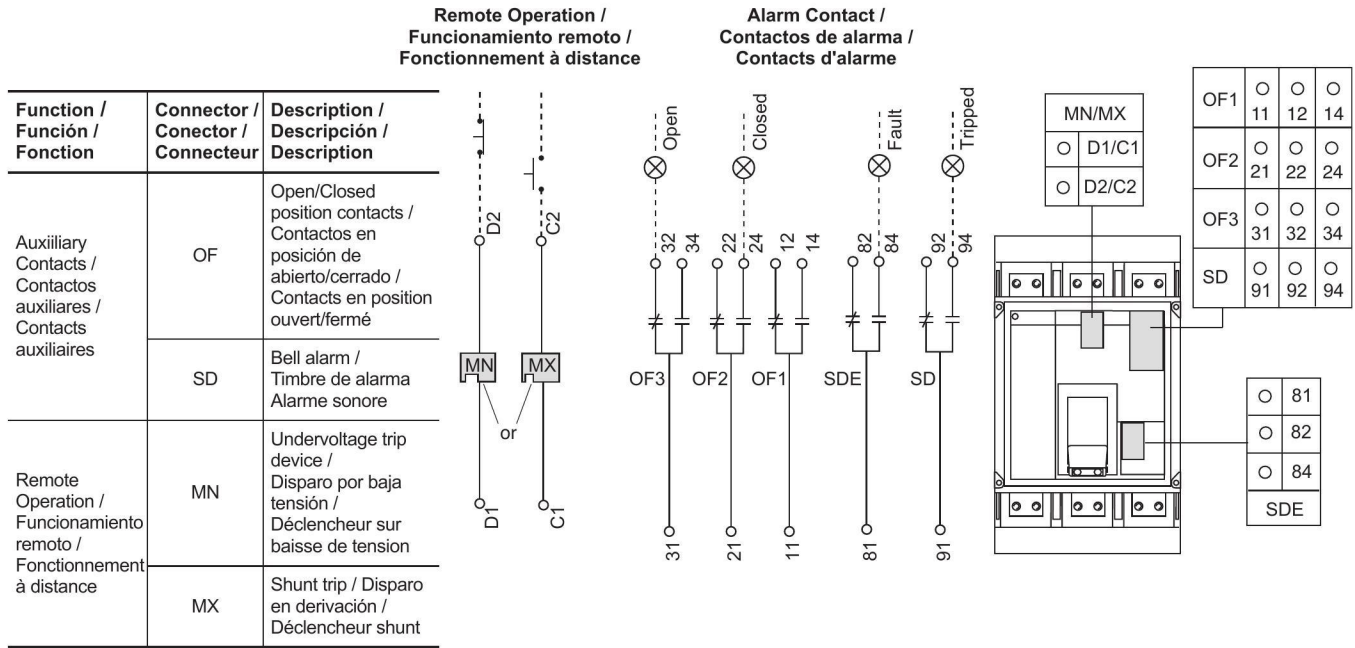 Remote Operation /
Funcionamiento remoto /
Fonctionnement à distance
Alarm Contact /
Contactos de alarma /
Contacts d'alarme
Function /
Función /
Fonction
Connector /
Conector /
Connecteur
Description /
Descripción /
Description
Auxiiliary
Contacts /
Contactos
auxiliares /
Contacts
auxiliaires
OF
Open/Closed
position contacts /
Contactos en
posición de
abierto/cerrado /
Contacts en position
ouvert/fermé
SD
Bell alarm /
Timbre de alarma
Alarme sonore
Remote
Operation /
Funcionamiento
remoto /
Fonctionnement
à distance
MN
Undervoltage trip
device /
Disparo por baja
tensión /
Déclencheur sur
baisse de tension
MX
Shunt trip / Disparo
en derivación /
Déclencheur shunt
D2
C2
MN
MX
or
D1
C1
Open
Closed
Fault
Tripped
32
34
22
24
12
14
82
84
92
94
OF3
OF2
OF1
SDE
SD
31
21
11
81
91
MN/MX
D1/C1
D2/C2
OF1
11 12 14
OF2
21 22 24
OF3
31 32 34
SD
91 92 94
81
82
84
SDE